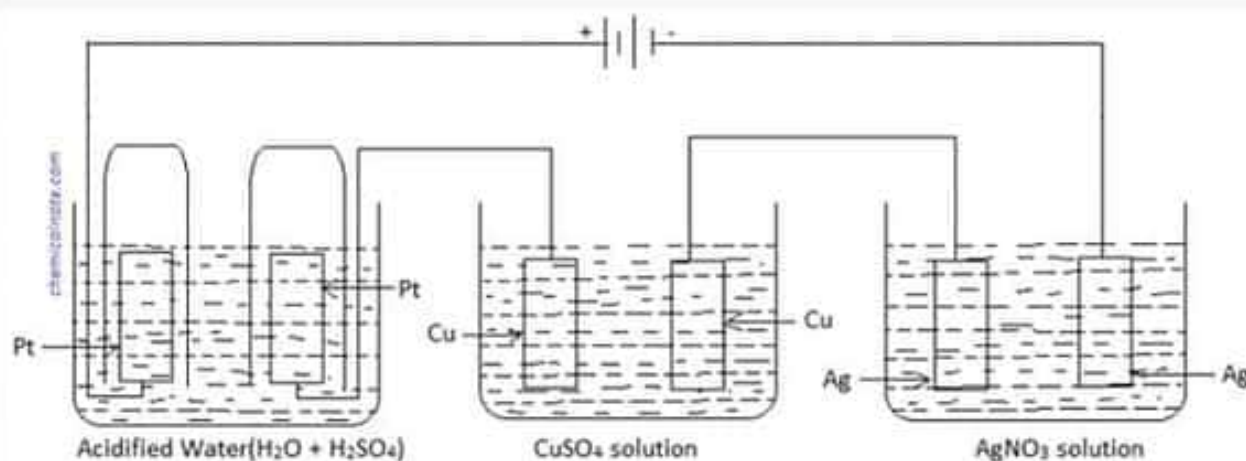 + -
chemicalnote.com
Pt
Pt
Cu
Cu
Ag
Ag
Acidified Water(H₂O + H₂SO₄)
CuSO₄ solution
AgNO₃ solution